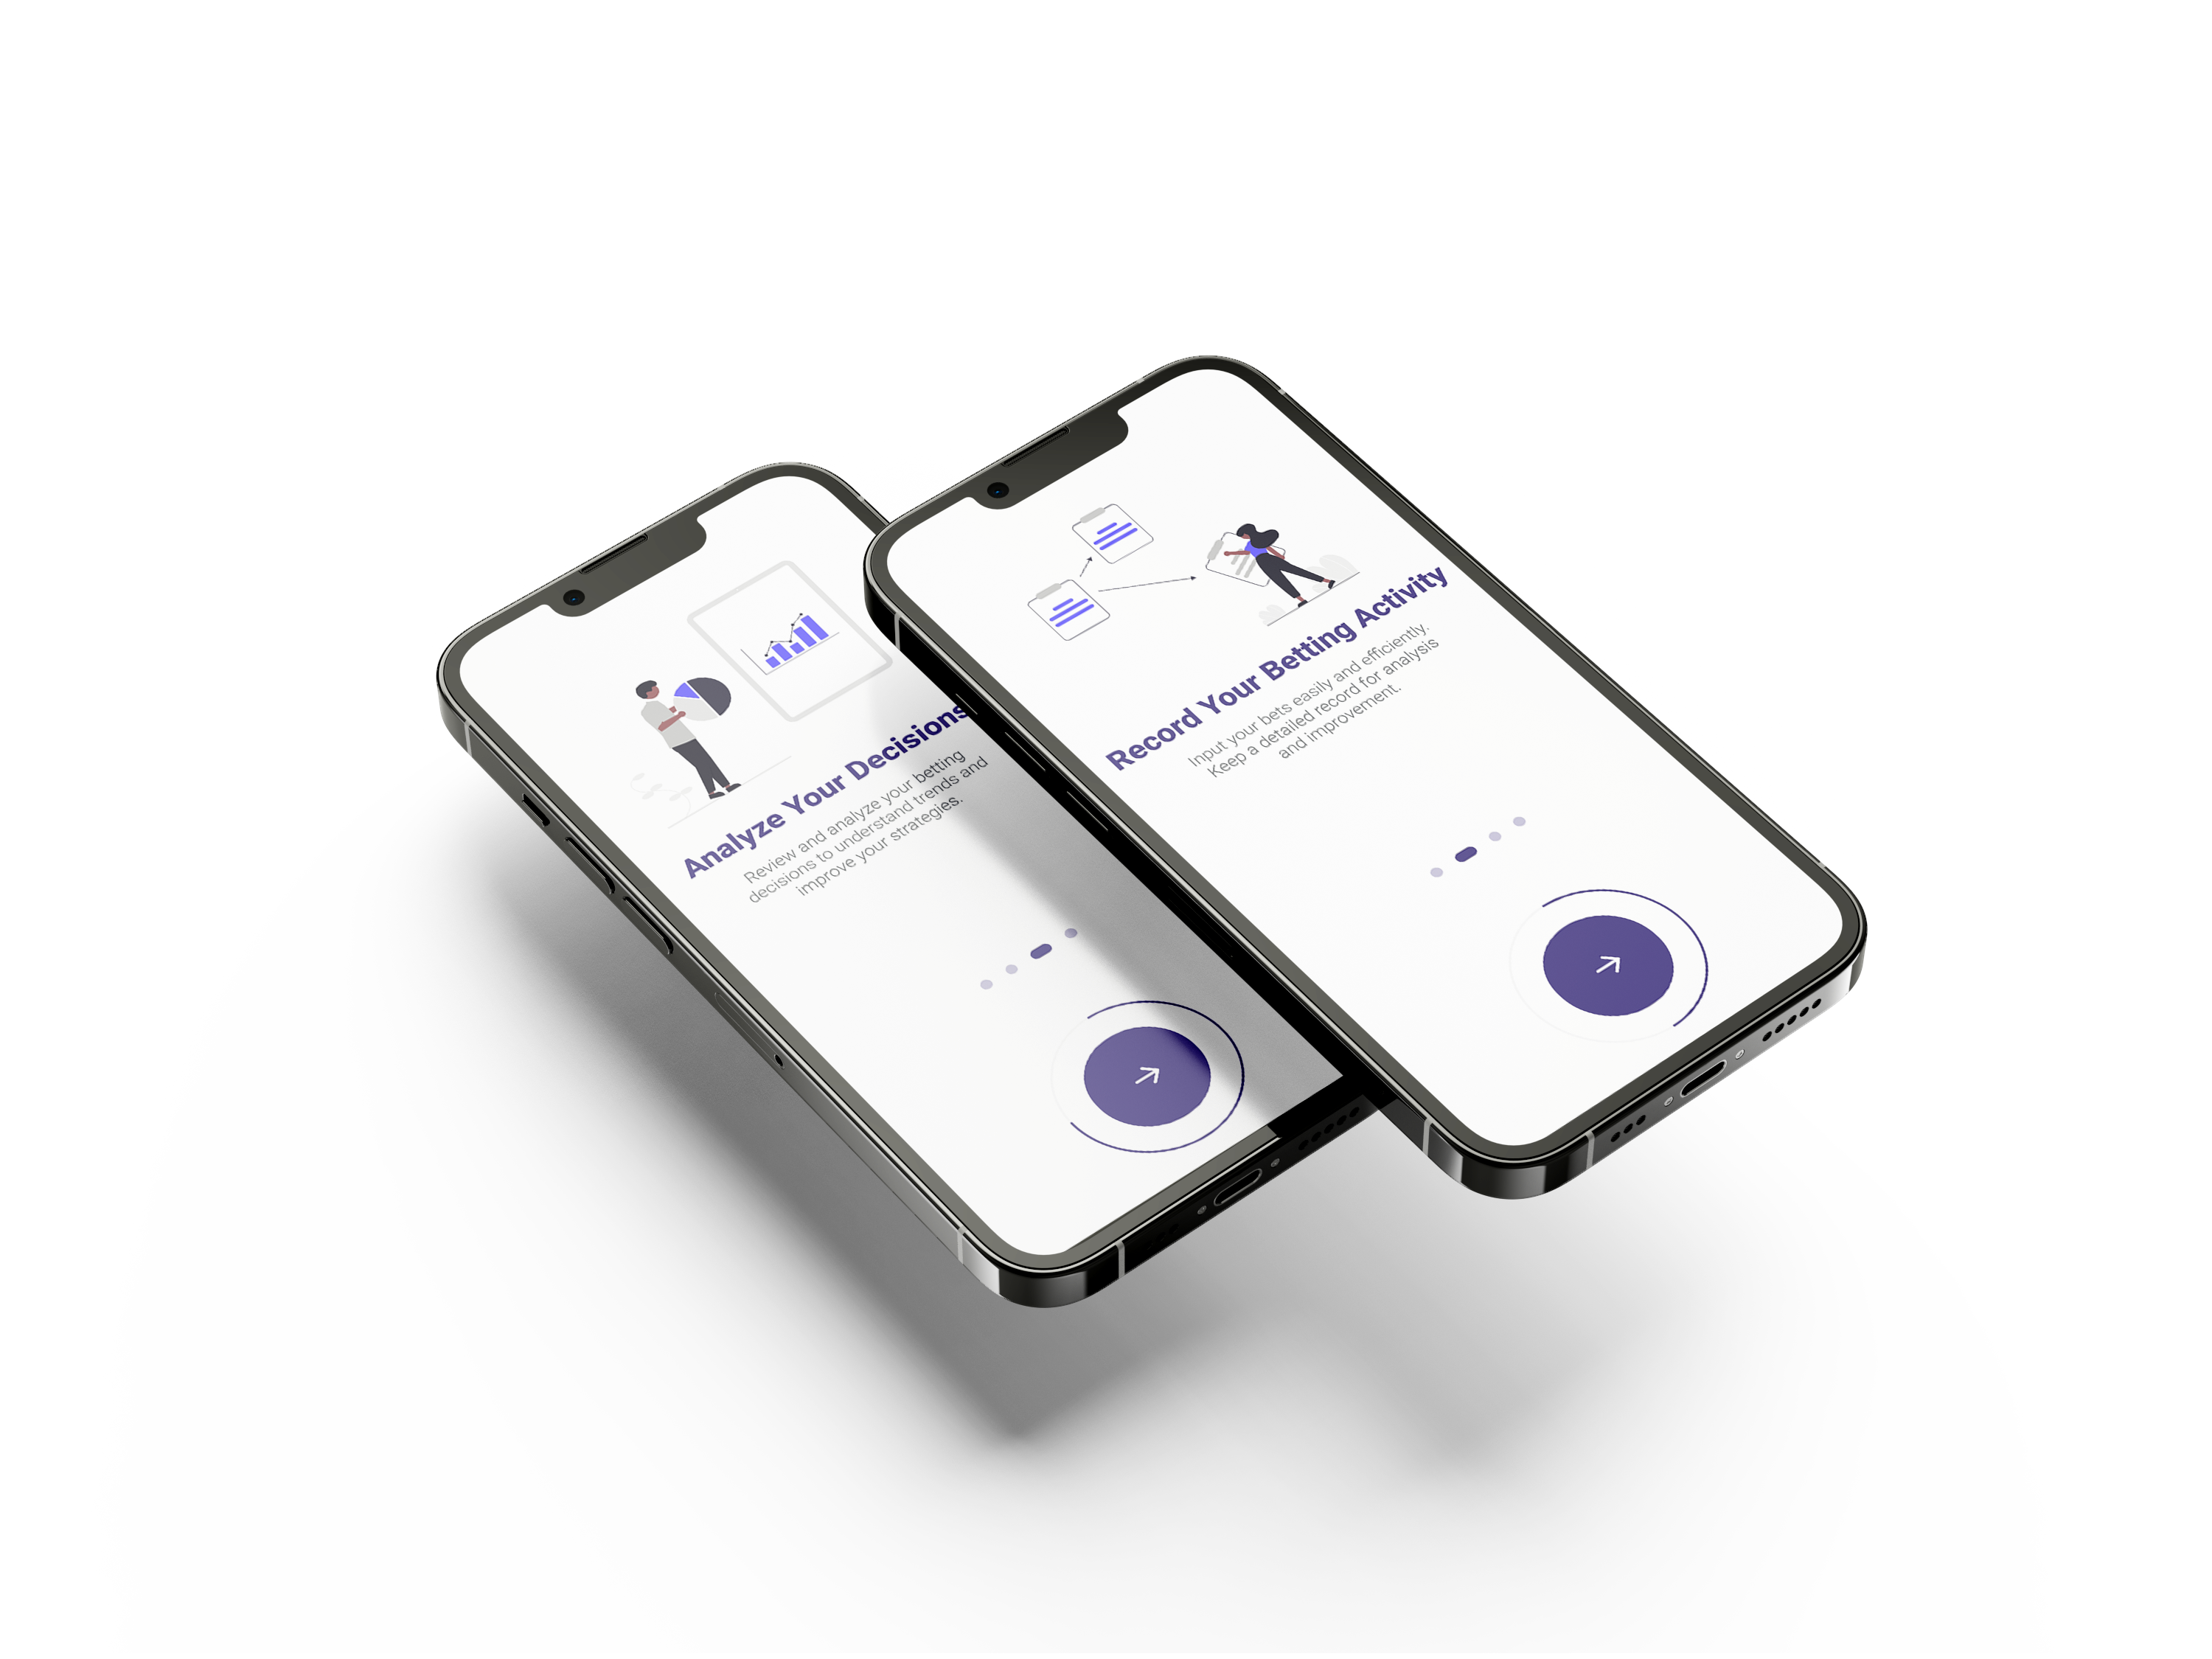 Analyze Your Decisions
Review and analyze your betting
decisions to understand trends and
improve your strategies.
Record Your Betting Activity
Input your bets easily and efficiently.
Keep a detailed record for analysis
and improvement.